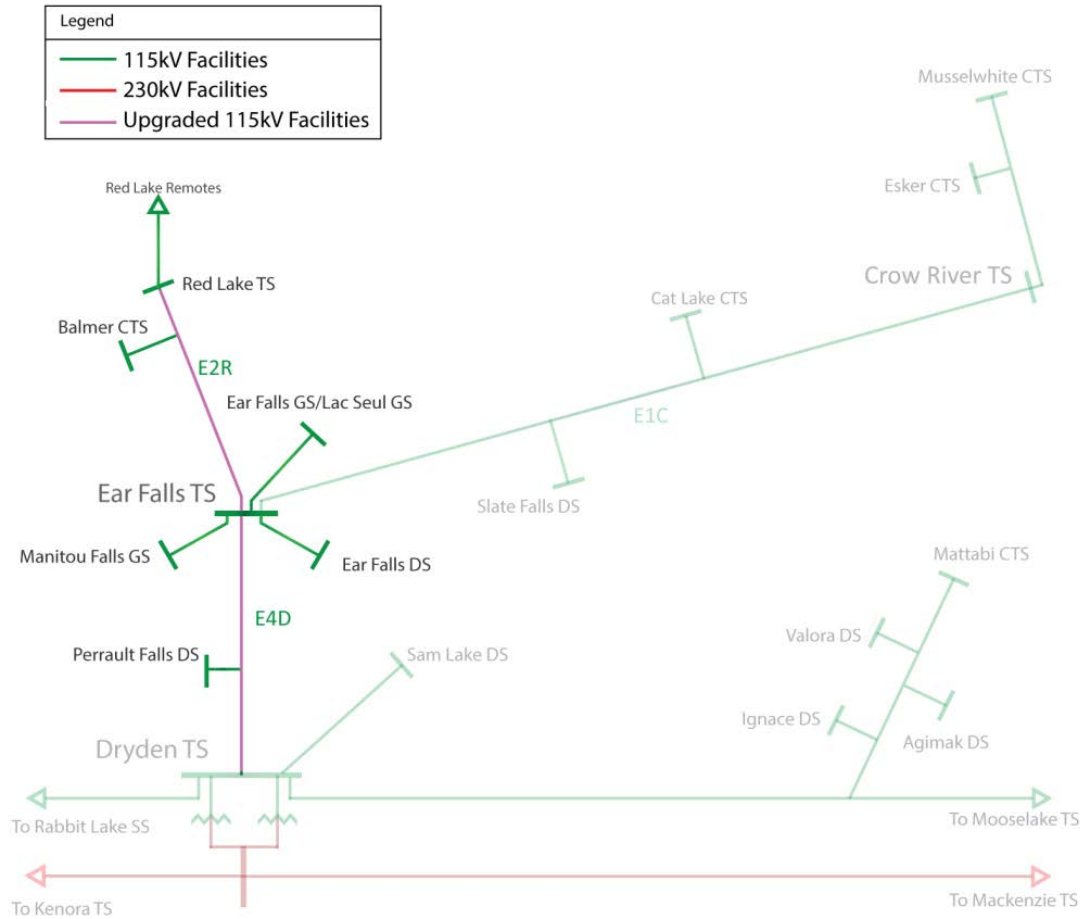 Legend
115kV Facilities
230kV Facilities
Upgraded 115kV Facilities
Musselwhite CTS
Esker CTS
Red Lake Remotes
Crow River TS
Red Lake TS
Cat Lake CTS
Balmer CTS
E2R
Ear Falls GS/Lac Seul GS
E1C
Ear Falls TS
Slate Falls DS
Manitou Falls GS
Ear Falls DS
Mattabi CTS
E4D
Valora DS
Perrault Falls DS
Sam Lake DS
Ignace DS
Agimak DS
Dryden TS
To Rabbit Lake SS
To Mooselake TS
To Kenora TS
To Mackenzie TS